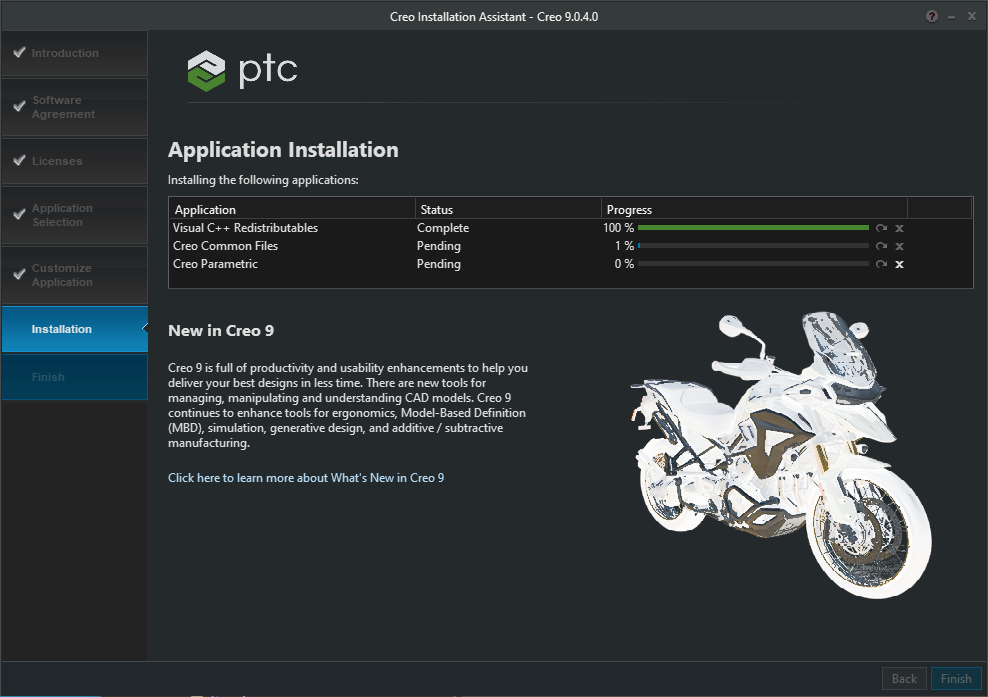 Creo Installation Assistant - Creo 9.0.4.0
?
Introduction
Software
Agreement
Licenses
Application
Selection
Customize
Application
Installation
Finish
ptc
Application Installation
Installing the following applications:
Application Status Progress
Visual C++ Redistributables Complete 100 %
Creo Common Files Pending 1 %
Creo Parametric Pending 0 %
New in Creo 9
Creo 9 is full of productivity and usability enhancements to help you
deliver your best designs in less time. There are new tools for
managing, manipulating and understanding CAD models. Creo 9
continues to enhance tools for ergonomics, Model-Based Definition
(MBD), simulation, generative design, and additive / subtractive
manufacturing.
Click here to learn more about What's New in Creo 9
Back Finish